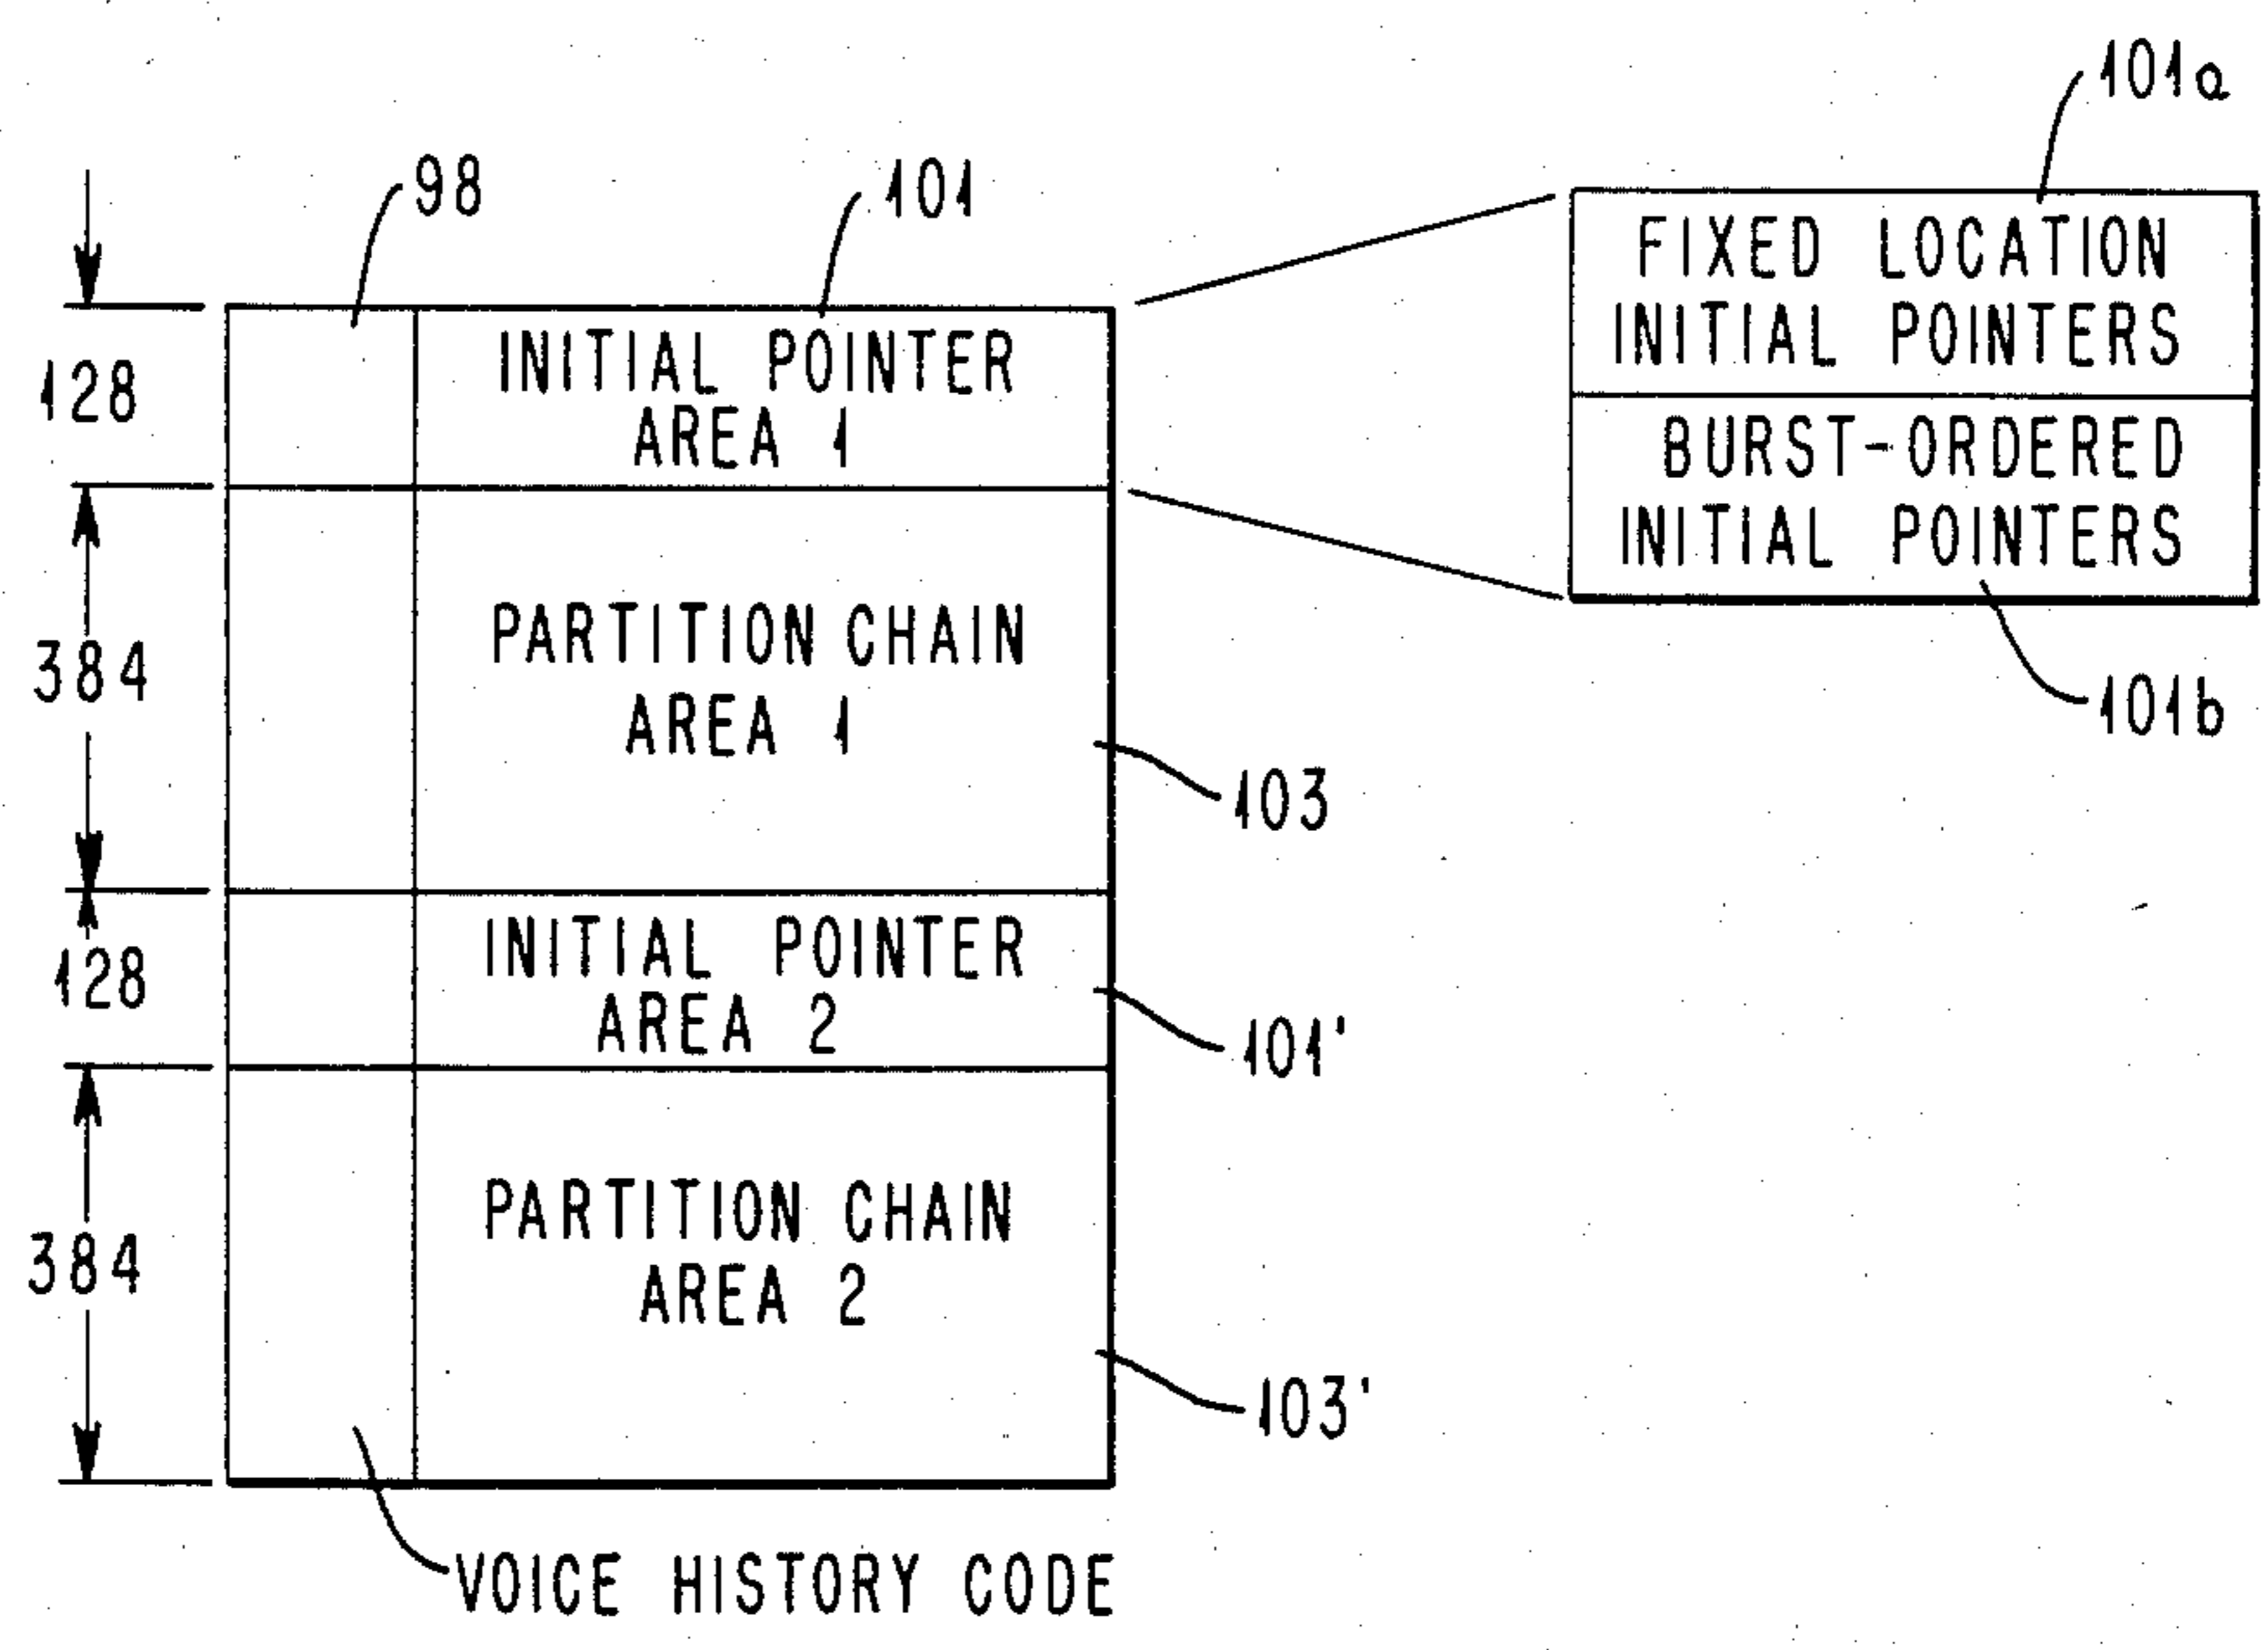 101a
98
101
FIXED LOCATION
INITIAL POINTERS
128
INITIAL POINTER
AREA 1
BURST-ORDERED
INITIAL POINTERS
384
PARTITION CHAIN
AREA 1
101b
103
128
INITIAL POINTER
AREA 2
101'
384
PARTITION CHAIN
AREA 2
103'
VOICE HISTORY CODE